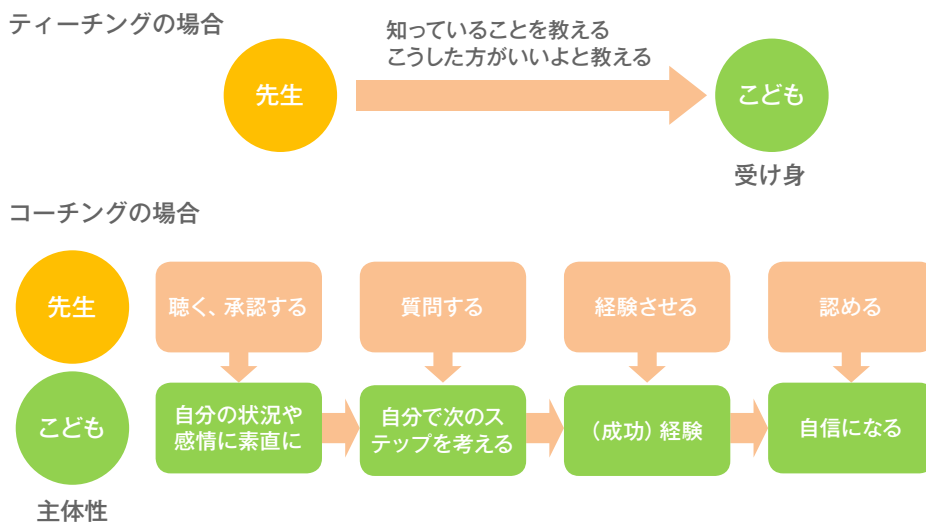 ティーチングの場合
知っていることを教える
こうした方がいいよと教える
先生
こども
受け身
コーチングの場合
先生
聴く、承認する
質問する
経験させる
認める
こども
自分の状況や
感情に素直に
自分で次のス
テップを考える
（成功）経験
自信になる
主体性